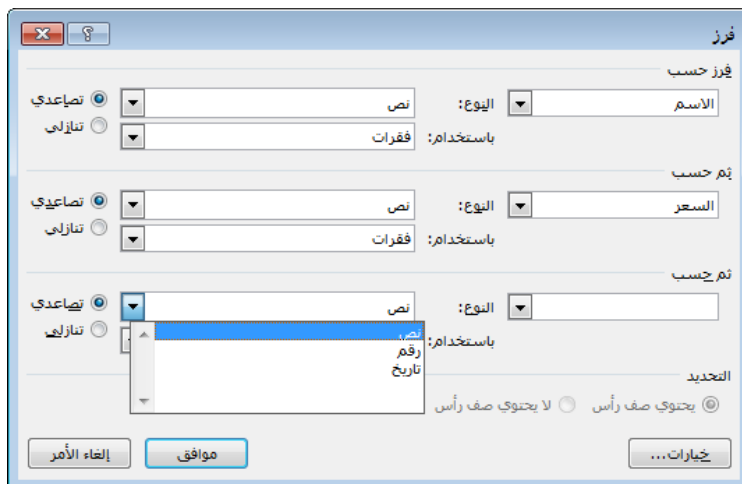 فرز
فرز حسب
الاسم النوع: نص تصاعدي
باستخدام: فقرات تنازلي
ثم حسب
السعر النوع: نص تصاعدي
باستخدام: فقرات تنازلي
ثم حسب
النوع: نص تصاعدي
باستخدام: نص تنازلي
رقم
تاريخ
التحديد
يحتوي صف رأس لا يحتوي صف رأس
خيارات... موافق إلغاء الأمر